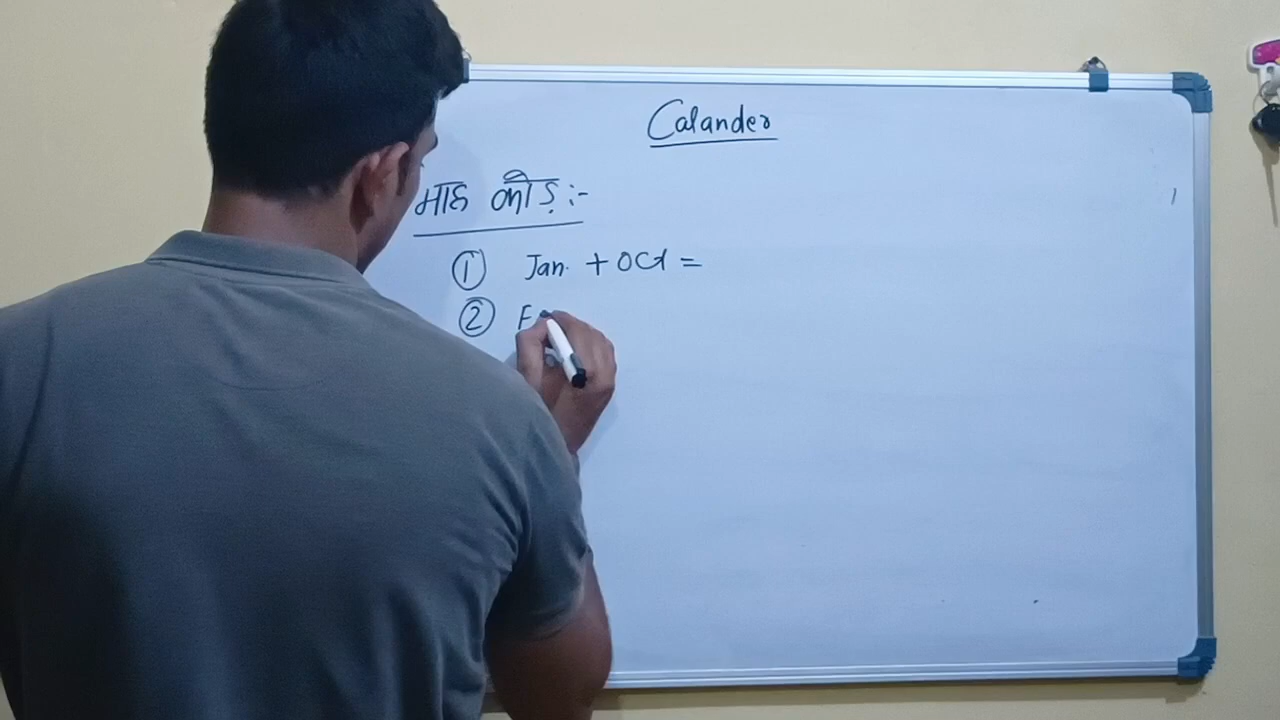 Calander
माह कोड :-
① Jan. + Oct =
② F